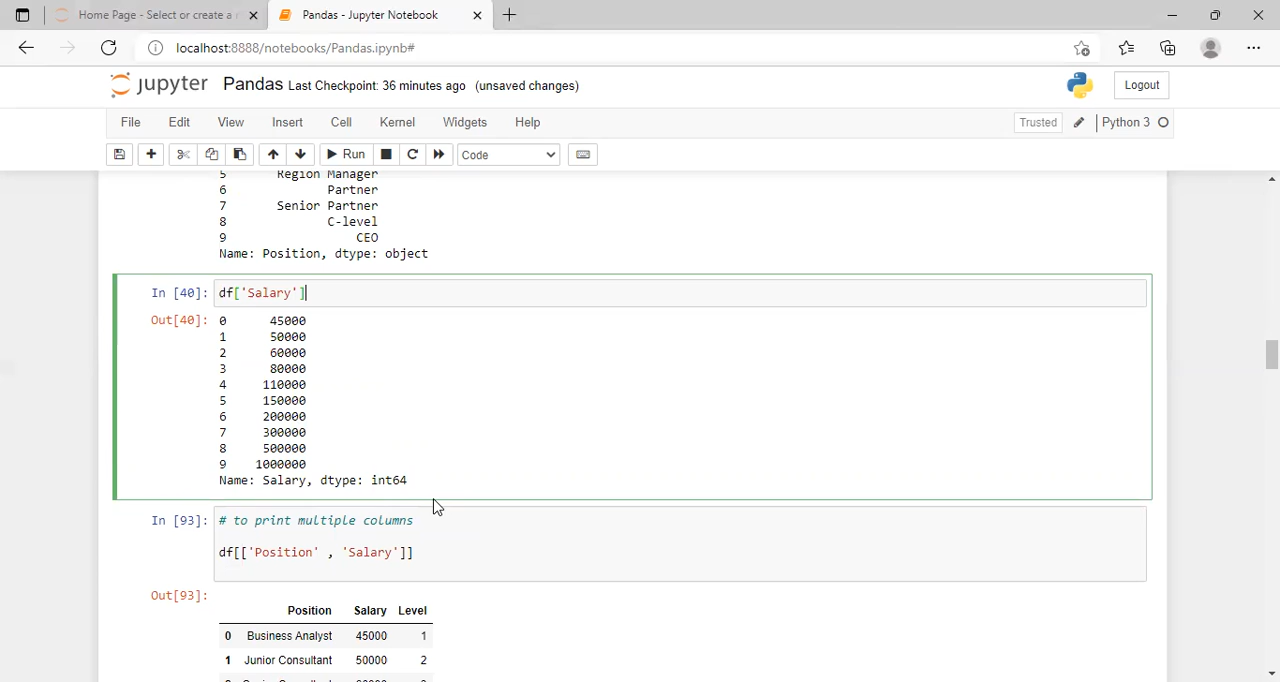 Home Page - Select or create a n
Pandas - Jupyter Notebook
localhost:8888/notebooks/Pandas.ipynb#
jupyter Pandas Last Checkpoint: 36 minutes ago (unsaved changes)
Logout
File Edit View Insert Cell Kernel Widgets Help
Trusted Python 3
Run Code
5 Region Manager
6 Partner
7 Senior Partner
8 C-level
9 CEO
Name: Position, dtype: object
In [40]: df['Salary']
Out[40]: 0 45000
1 50000
2 60000
3 80000
4 110000
5 150000
6 200000
7 300000
8 500000
9 1000000
Name: Salary, dtype: int64
In [93]: # to print multiple columns
df[['Position' , 'Salary']]
Out[93]:
Position Salary Level
0 Business Analyst 45000 1
1 Junior Consultant 50000 2